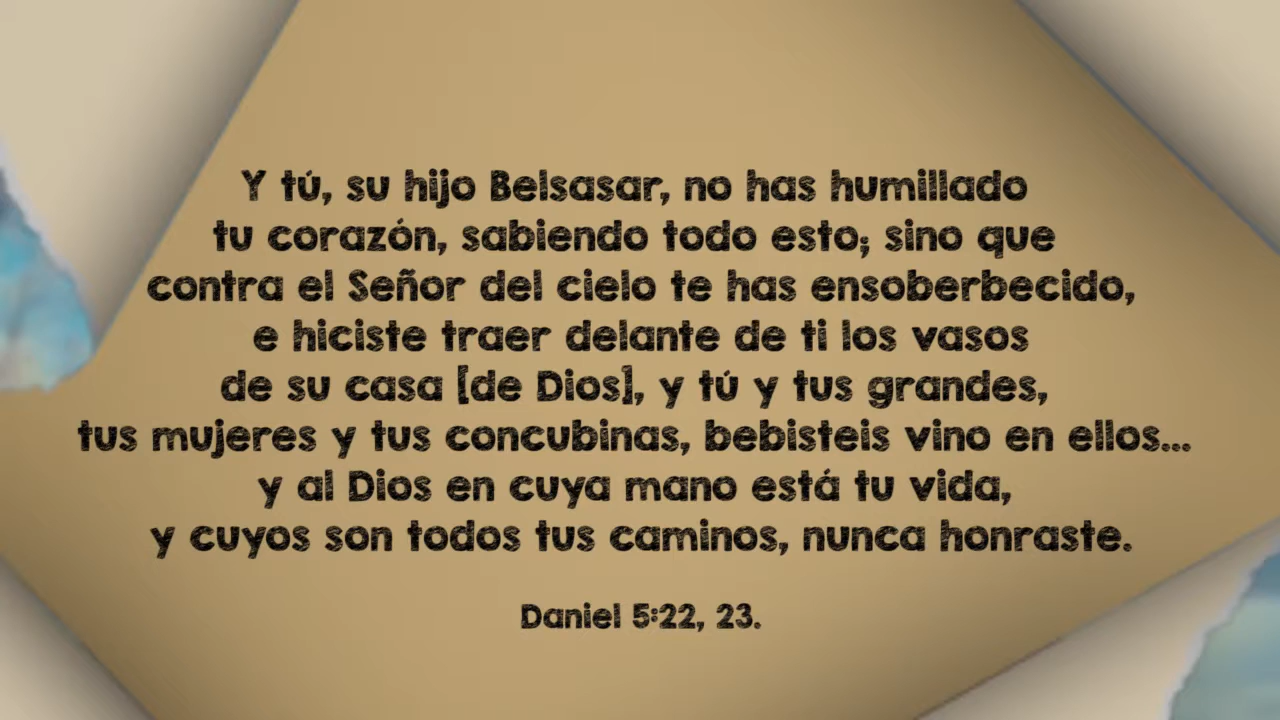 Y tú, su hijo Belsasar, no has humillado
tu corazón, sabiendo todo esto; sino que
contra el Señor del cielo te has ensoberbecido,
e hiciste traer delante de ti los vasos
de su casa [de Dios], y tú y tus grandes,
tus mujeres y tus concubinas, bebisteis vino en ellos...
y al Dios en cuya mano está tu vida,
y cuyos son todos tus caminos, nunca honraste.
Daniel 5:22, 23.